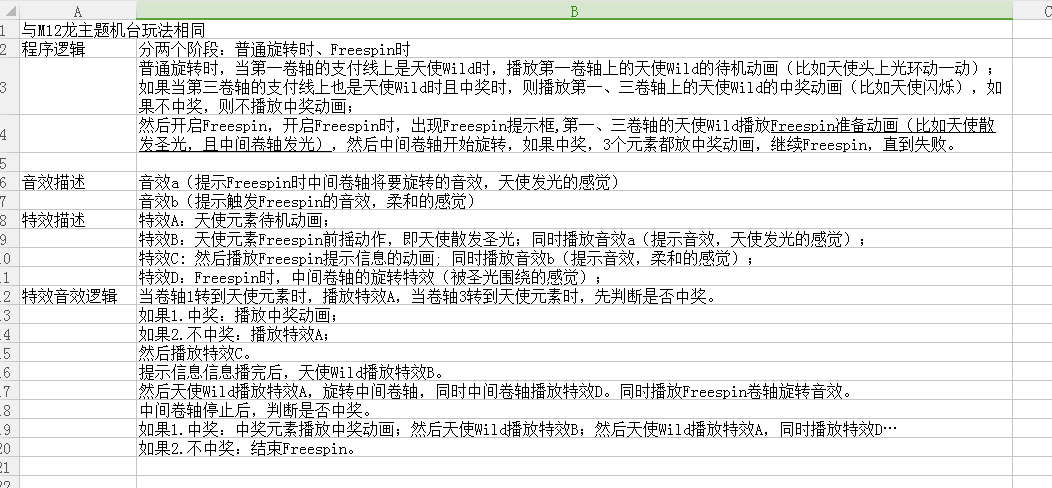 A B C
1 与M12龙主题机台玩法相同
2 程序逻辑 分两个阶段：普通旋转时、Freespin时
普通旋转时，当第一卷轴的支付线上是天使Wild时，播放第一卷轴上的天使Wild的待机动画（比如天使头上光环动一动）；
3 如果当第三卷轴的支付线上也是天使Wild时且中奖时，则播放第一、三卷轴上的天使Wild的中奖动画（比如天使闪烁），如
果不中奖，则不播放中奖动画；
4 然后开启Freespin，开启Freespin时，出现Freespin提示框，第一、三卷轴的天使Wild播放Freespin准备动画（比如天使散
发圣光，且中间卷轴发光），然后中间卷轴开始旋转，如果中奖，3个元素都放中奖动画，继续Freespin，直到失败。
5
6 音效描述 音效a（提示Freespin时中间卷轴将要旋转的音效，天使发光的感觉）
7 音效b（提示触发Freespin的音效，柔和的感觉）
8 特效描述 特效A：天使元素待机动画；
9 特效B：天使元素Freespin前摇动作，即天使散发圣光；同时播放音效a（提示音效，天使发光的感觉）；
10 特效C：然后播放Freespin提示信息的动画；同时播放音效b（提示音效，柔和的感觉）；
11 特效D：Freespin时，中间卷轴的旋转特效（被圣光围绕的感觉）；
12 特效音效逻辑 当卷轴1转到天使元素时，播放特效A，当卷轴3转到天使元素时，先判断是否中奖。
13 如果1.中奖：播放中奖动画；
14 如果2.不中奖：播放特效A；
15 然后播放特效C。
16 提示信息信息播完后，天使Wild播放特效B。
17 然后天使Wild播放特效A，旋转中间卷轴，同时中间卷轴播放特效D。同时播放Freespin卷轴旋转音效。
18 中间卷轴停止后，判断是否中奖。
19 如果1.中奖：中奖元素播放中奖动画；然后天使Wild播放特效B；然后天使Wild播放特效A，同时播放特效D…
20 如果2.不中奖：结束Freespin。
21